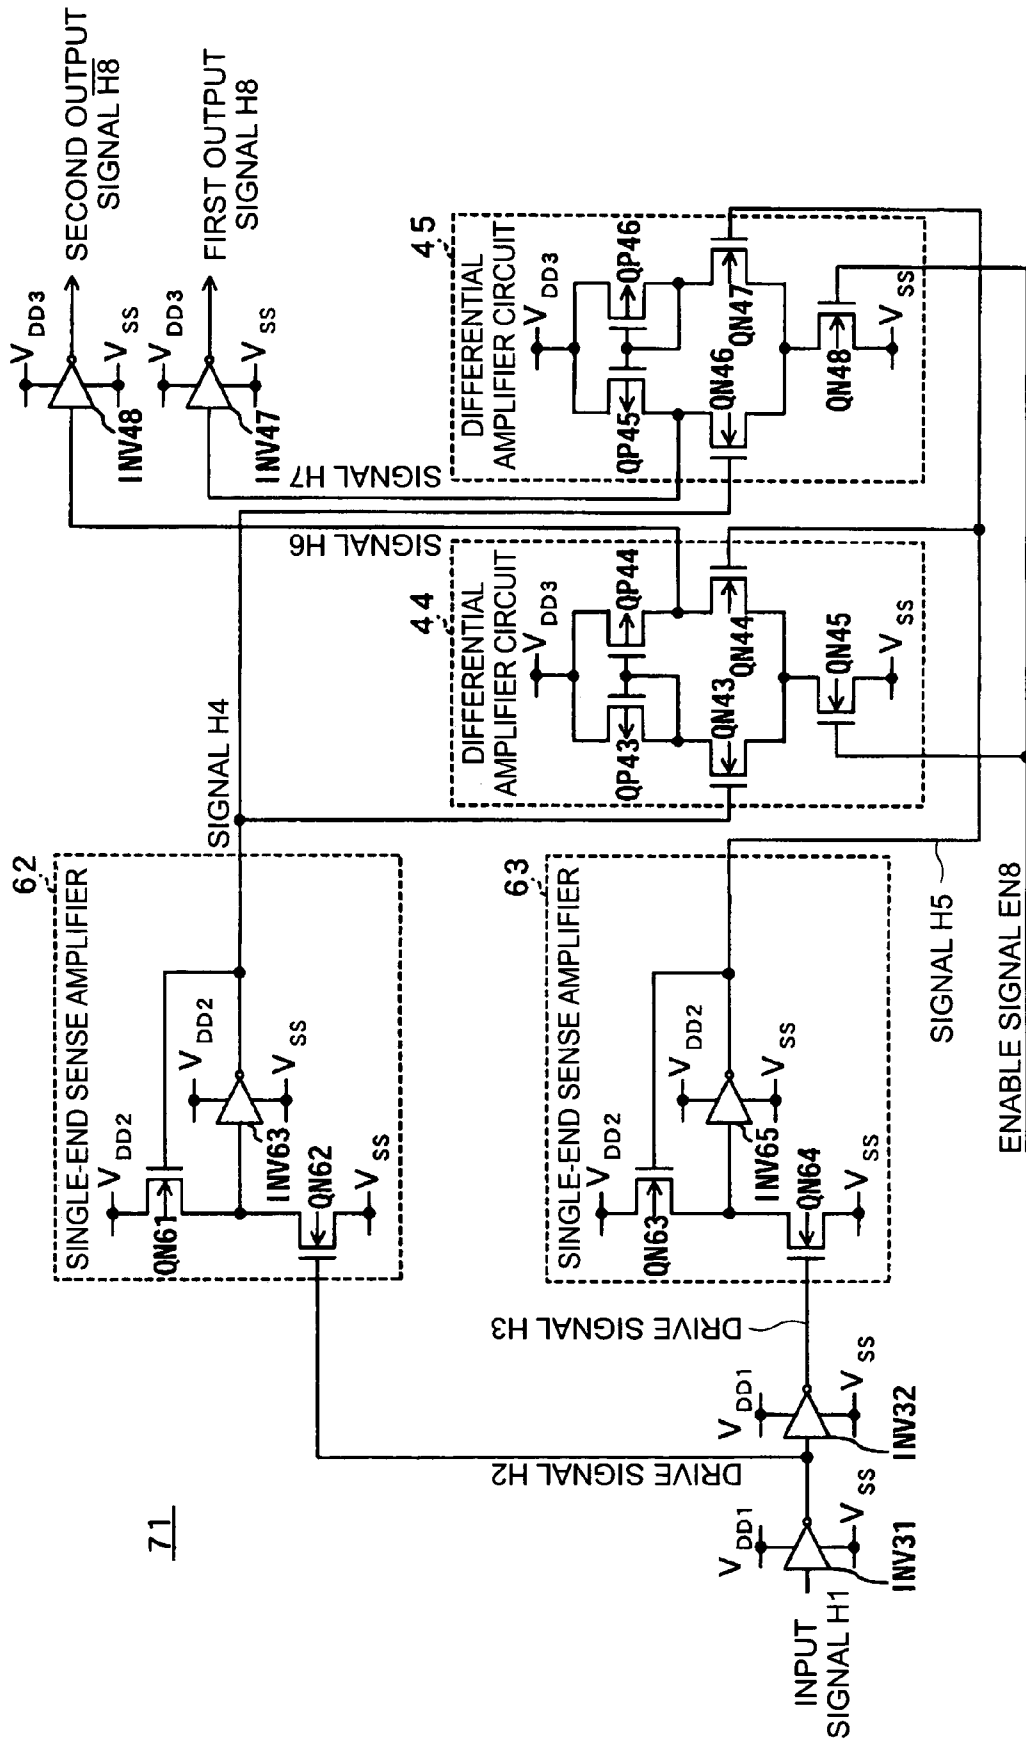 71
INPUT
SIGNAL H1
VDD1
VSS
INV31
DRIVE SIGNAL H2
VDD1
VSS
INV32
DRIVE SIGNAL H3
62
SINGLE-END SENSE AMPLIFIER
VDD2
QN61
VDD2
VSS
INV63
QN62
VSS
SIGNAL H4
63
SINGLE-END SENSE AMPLIFIER
VDD2
QN63
VDD2
VSS
INV65
QN64
VSS
SIGNAL H5
ENABLE SIGNAL EN8
44
DIFFERENTIAL
AMPLIFIER CIRCUIT
VDD3
QP43
QP44
QN43
QN44
QN45
VSS
SIGNAL H6
45
DIFFERENTIAL
AMPLIFIER CIRCUIT
VDD3
QP45
QP46
QN46
QN47
QN48
VSS
SIGNAL H7
VDD3
VSS
INV48
SECOND OUTPUT
SIGNAL H̅8̅
VDD3
VSS
INV47
FIRST OUTPUT
SIGNAL H8